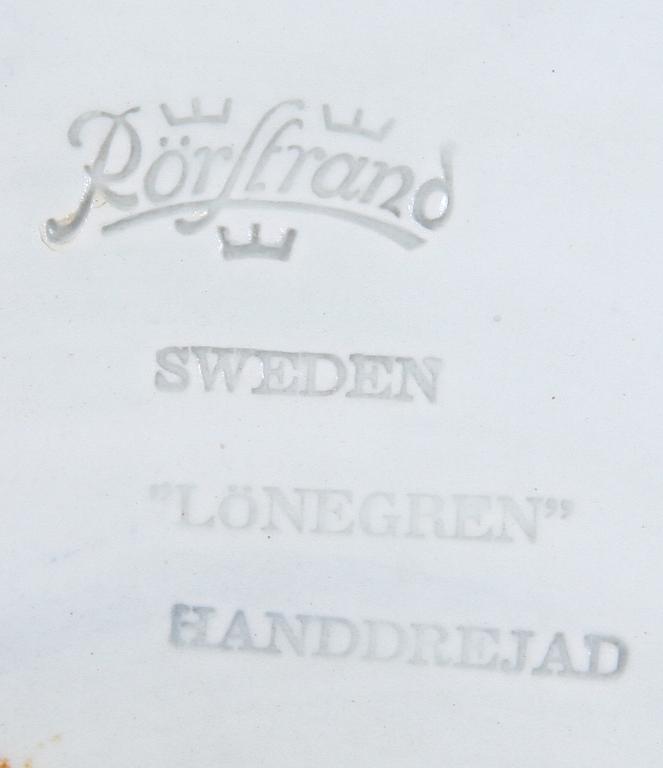 Rörstrand
SWEDEN
"LÖNEGREN"
HANDDREJAD